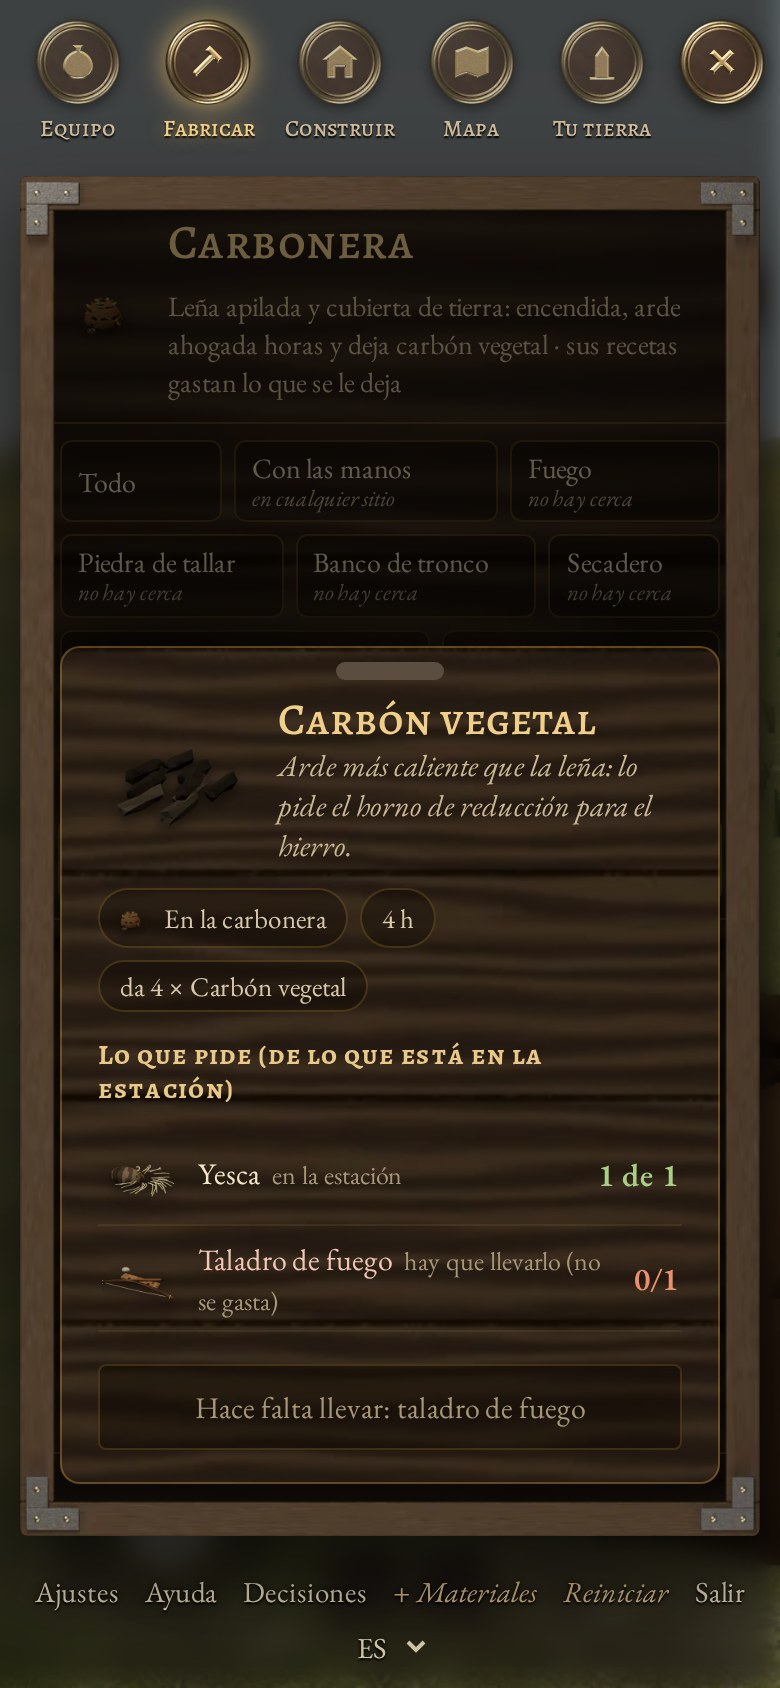 Equipo
Fabricar
Construir
Mapa
Tu tierra
Carbonera
Leña apilada y cubierta de tierra: encendida, arde
ahogada horas y deja carbón vegetal · sus recetas
gastan lo que se le deja
Todo
Con las manos
en cualquier sitio
Fuego
no hay cerca
Piedra de tallar
no hay cerca
Banco de tronco
no hay cerca
Secadero
no hay cerca
Carbón vegetal
Arde más caliente que la leña: lo
pide el horno de reducción para el
hierro.
En la carbonera
4 h
da 4 × Carbón vegetal
Lo que pide (de lo que está en la
estación)
Yesca en la estación 1 de 1
Taladro de fuego hay que llevarlo (no
se gasta) 0/1
Hace falta llevar: taladro de fuego
Ajustes Ayuda Decisiones + Materiales Reiniciar Salir
ES